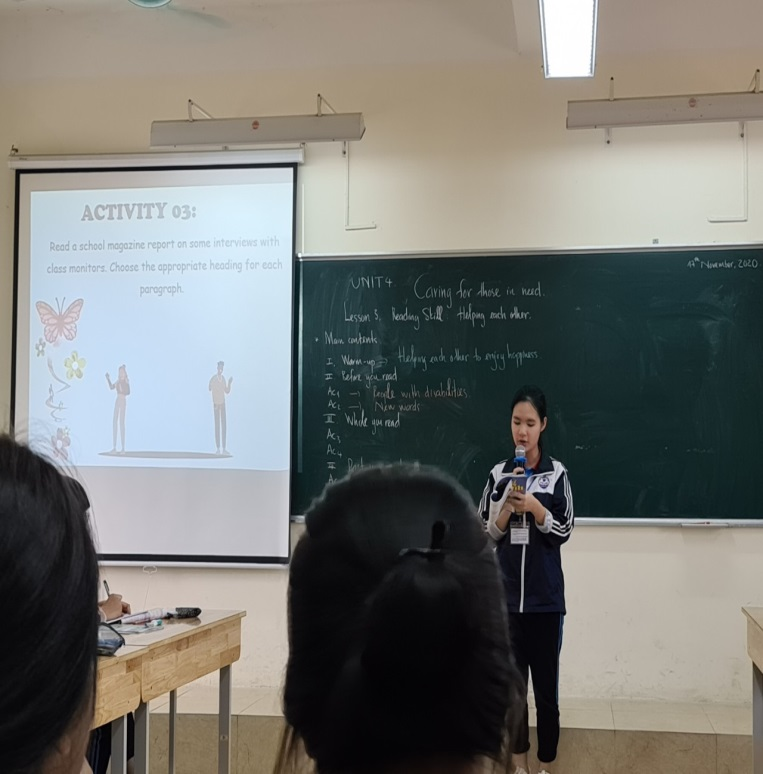 ACTIVITY 03:
Read a school magazine report on some interviews with
class monitors. Choose the appropriate heading for each
paragraph.
November, 2020
UNIT 4. Caring for those in need.
Lesson 3. Reading Skill Helping each other.
* Main contents
I. Warm-up => Helping each other to enjoy happiness
II. Before you read
Ac1 -> People with disabilities
Ac2 -> New words
III While you read
Ac3
Ac4